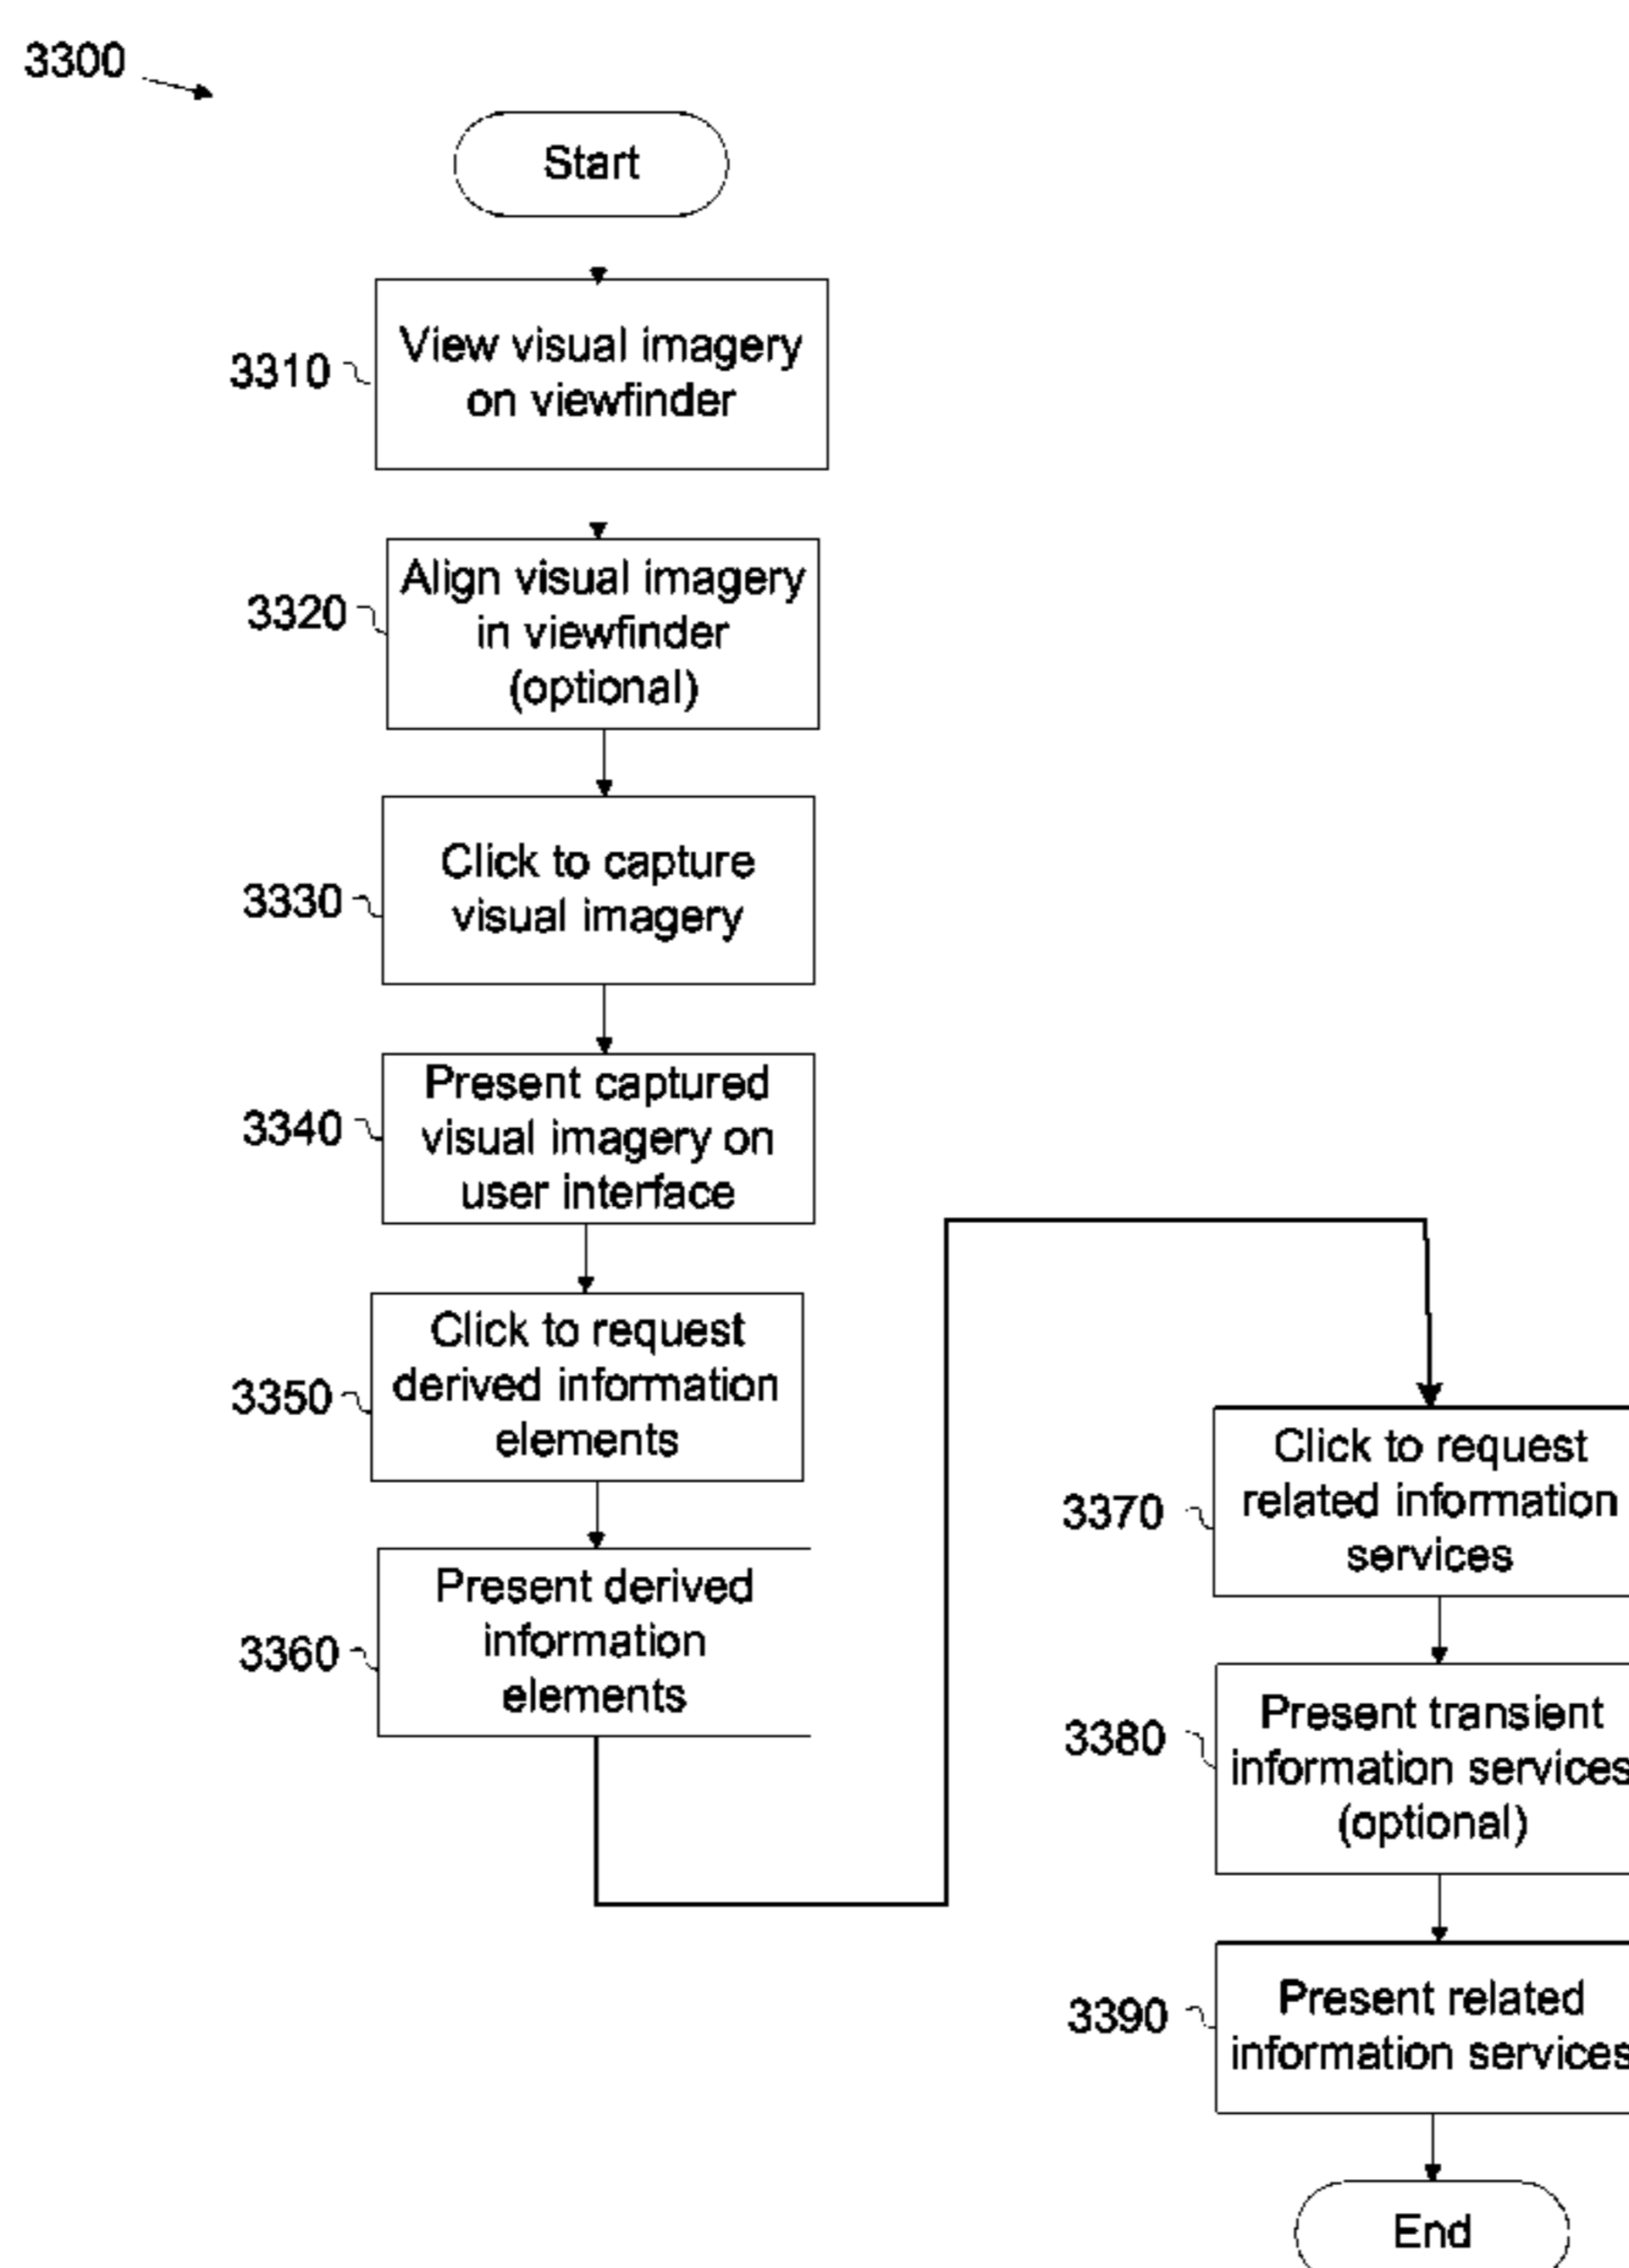 3300
Start
3310
View visual imagery
on viewfinder
3320
Align visual imagery
in viewfinder
(optional)
3330
Click to capture
visual imagery
3340
Present captured
visual imagery on
user interface
3350
Click to request
derived information
elements
3360
Present derived
information
elements
3370
Click to request
related information
services
3380
Present transient
information services
(optional)
3390
Present related
information services
End